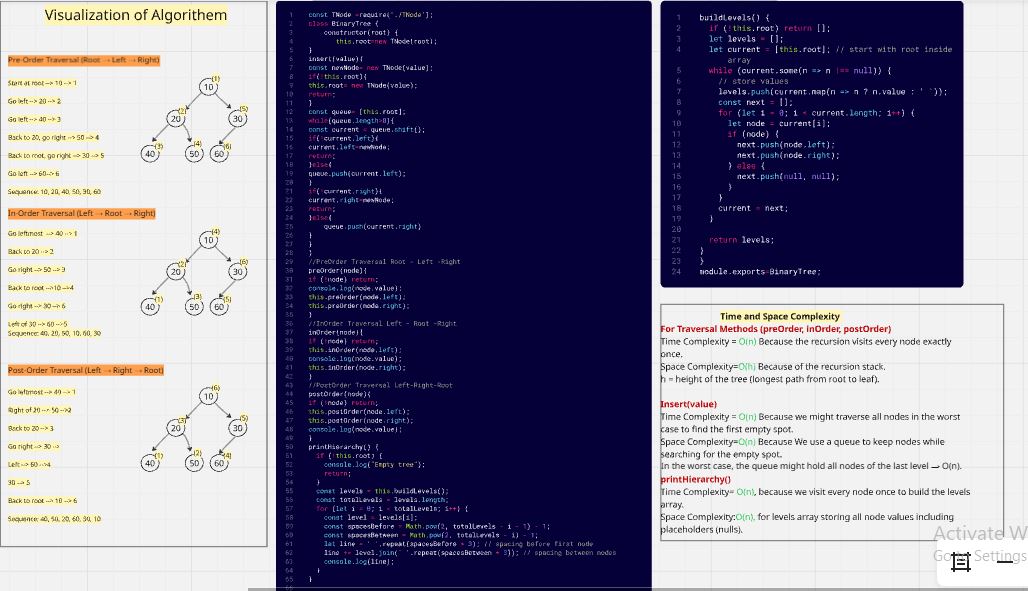 Visualization of Algorithem
Pre-Order Traversal (Root → Left → Right)
Start at root --> 10 --> 1
Go left --> 20 --> 2
Go left --> 40 --> 3
Back to 20, go right --> 50 --> 4
Back to root, go right --> 30 --> 5
Go left --> 60--> 6
Sequence: 10, 20, 40, 50, 30, 60
(1)
10
(2)
20
(5)
30
(3)
40
(4)
50
(6)
60
In-Order Traversal (Left → Root → Right)
Go leftmost --> 40 --> 1
Back to 20 --> 2
Go right --> 50 --> 3
Back to root -->10 -->4
Go right --> 30 --> 6
Left of 30 --> 60 -->5
Sequence: 40, 20, 50, 10, 60, 30
(4)
10
(2)
20
(6)
30
(1)
40
(3)
50
(5)
60
Post-Order Traversal (Left → Right → Root)
Go leftmost --> 40 --> 1
Right of 20 --> 50 -->2
Back to 20 --> 3
Go right --> 30 -->
Left--> 60 -->4
30 --> 5
Back to root --> 10 --> 6
Sequence: 40, 50, 20, 60, 30, 10
(6)
10
(3)
20
(5)
30
(1)
40
(2)
50
(4)
60
1 const TNode =require('./TNode');
2 class BinaryTree {
3 constructor(root) {
4 this.root=new TNode(root);
5 }
6 insert(value){
7 const newNode= new TNode(value);
8 if(!this.root){
9 this.root= new TNode(value);
10 return;
11 }
12 const queue= [this.root];
13 while(queue.length>0){
14 const current = queue.shift();
15 if(!current.left){
16 current.left=newNode;
17 return;
18 }else{
19 queue.push(current.left);
20 }
21 if(!current.right){
22 current.right=newNode;
23 return;
24 }else{
25 queue.push(current.right)
26 }
27 }
28 }
29 //PreOrder Traversal Root - Left -Right
30 preOrder(node){
31 if (!node) return;
32 console.log(node.value);
33 this.preOrder(node.left);
34 this.preOrder(node.right);
35 }
36 //InOrder Traversal Left - Root -Right
37 inOrder(node){
38 if (!node) return;
39 this.inOrder(node.left);
40 console.log(node.value);
41 this.inOrder(node.right);
42 }
43 //PostOrder Traversal Left-Right-Root
44 postOrder(node){
45 if (!node) return;
46 this.postOrder(node.left);
47 this.postOrder(node.right);
48 console.log(node.value);
49 }
50 printHierarchy() {
51 if (!this.root) {
52 console.log("Empty tree");
53 return;
54 }
55 const levels = this.buildLevels();
56 const totalLevels = levels.length;
57 for (let i = 0; i < totalLevels; i++) {
58 const level = levels[i];
59 const spacesBefore = Math.pow(2, totalLevels - i - 1) - 1;
60 const spacesBetween = Math.pow(2, totalLevels - i) - 1;
61 let line = ' '.repeat(spacesBefore * 3); // spacing before first node
62 line += level.join(' '.repeat(spacesBetween * 3)); // spacing between nodes
63 console.log(line);
64 }
65 }
66
1 buildLevels() {
2 if (!this.root) return [];
3 let levels = [];
4 let current = [this.root]; // start with root inside
array
5 while (current.some(n => n !== null)) {
6 // store values
7 levels.push(current.map(n => n ? n.value : ' '));
8 const next = [];
9 for (let i = 0; i < current.length; i++) {
10 let node = current[i];
11 if (node) {
12 next.push(node.left);
13 next.push(node.right);
14 } else {
15 next.push(null, null);
16 }
17 }
18 current = next;
19 }
20
21 return levels;
22 }
23 }
24 module.exports=BinaryTree;
Time and Space Complexity
For Traversal Methods (preOrder, inOrder, postOrder)
Time Complexity = O(n) Because the recursion visits every node exactly
once.
Space Complexity=O(h) Because of the recursion stack.
h = height of the tree (longest path from root to leaf).
Insert(value)
Time Complexity = O(n) Because we might traverse all nodes in the worst
case to find the first empty spot.
Space Complexity=O(n) Because We use a queue to keep nodes while
searching for the empty spot.
In the worst case, the queue might hold all nodes of the last level → O(n).
printHierarchy()
Time Complexity= O(n), because we visit every node once to build the levels
array.
Space Complexity:O(n), for levels array storing all node values including
placeholders (nulls).
Activate W
Go to Settings